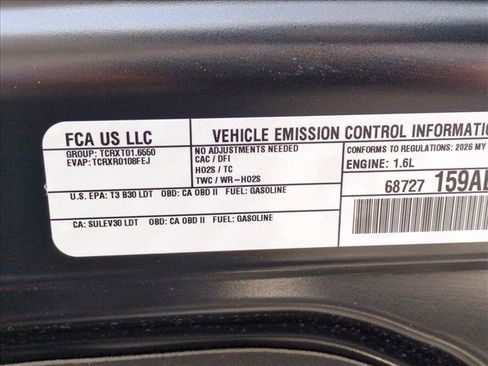 FCA US LLC
GROUP: TCRXT01.6550
EVAP: TCRXR0108FEJ
VEHICLE EMISSION CONTROL INFORMATION
NO ADJUSTMENTS NEEDED
CAC / DFI
HO2S / TC
TWC / WR-HO2S
CONFORMS TO REGULATIONS: 2026 MY
ENGINE: 1.6L
68727 159A
U.S. EPA: T3 B30 LDT OBD: CA OBD II FUEL: GASOLINE
CA: SULEV30 LDT OBD: CA OBD II FUEL: GASOLINE